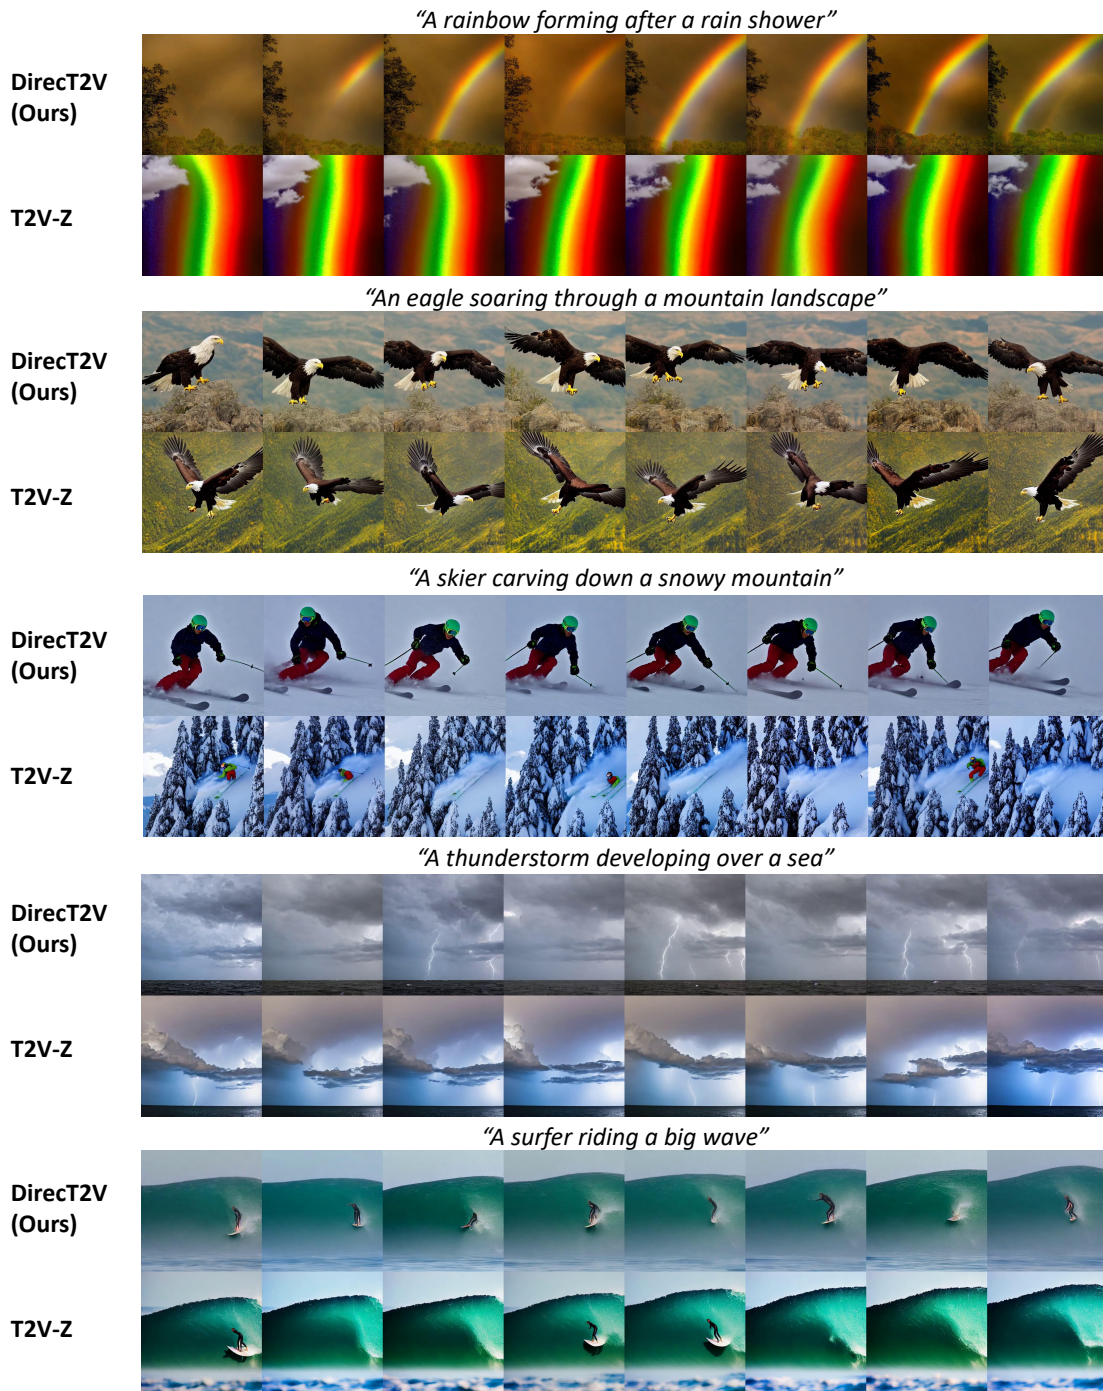 “A rainbow forming after a rain shower”
DirecT2V
(Ours)
T2V-Z
“An eagle soaring through a mountain landscape”
DirecT2V
(Ours)
T2V-Z
“A skier carving down a snowy mountain”
DirecT2V
(Ours)
T2V-Z
“A thunderstorm developing over a sea”
DirecT2V
(Ours)
T2V-Z
“A surfer riding a big wave”
DirecT2V
(Ours)
T2V-Z